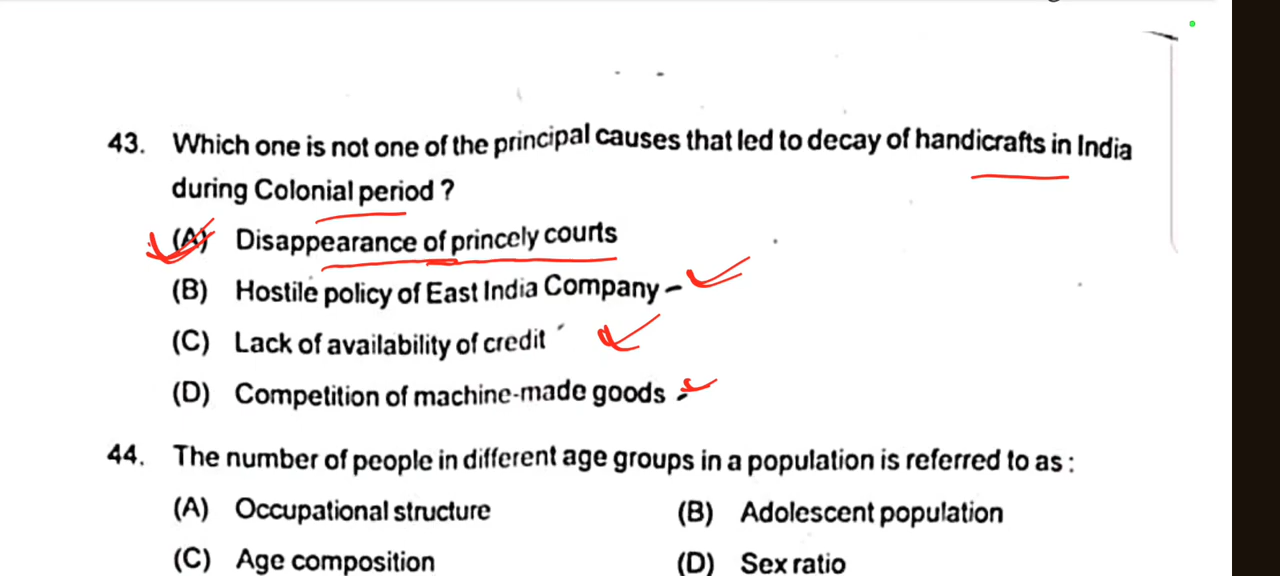 43. Which one is not one of the principal causes that led to decay of handicrafts in India
during Colonial period ?
(A) Disappearance of princely courts
(B) Hostile policy of East India Company –
(C) Lack of availability of credit
(D) Competition of machine-made goods
44. The number of people in different age groups in a population is referred to as :
(A) Occupational structure (B) Adolescent population
(C) Age composition (D) Sex ratio